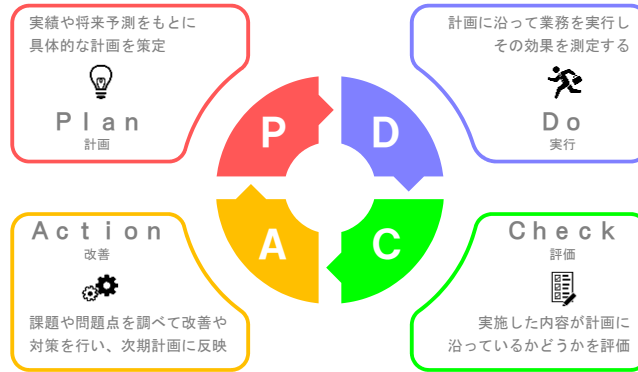 実績や将来予測をもとに
具体的な計画を策定
Plan
計画
計画に沿って業務を実行し
その効果を測定する
Do
実行
P
D
A
C
Action
改善
課題や問題点を調べて改善や
対策を行い、次期計画に反映
Check
評価
実施した内容が計画に
沿っているかどうかを評価